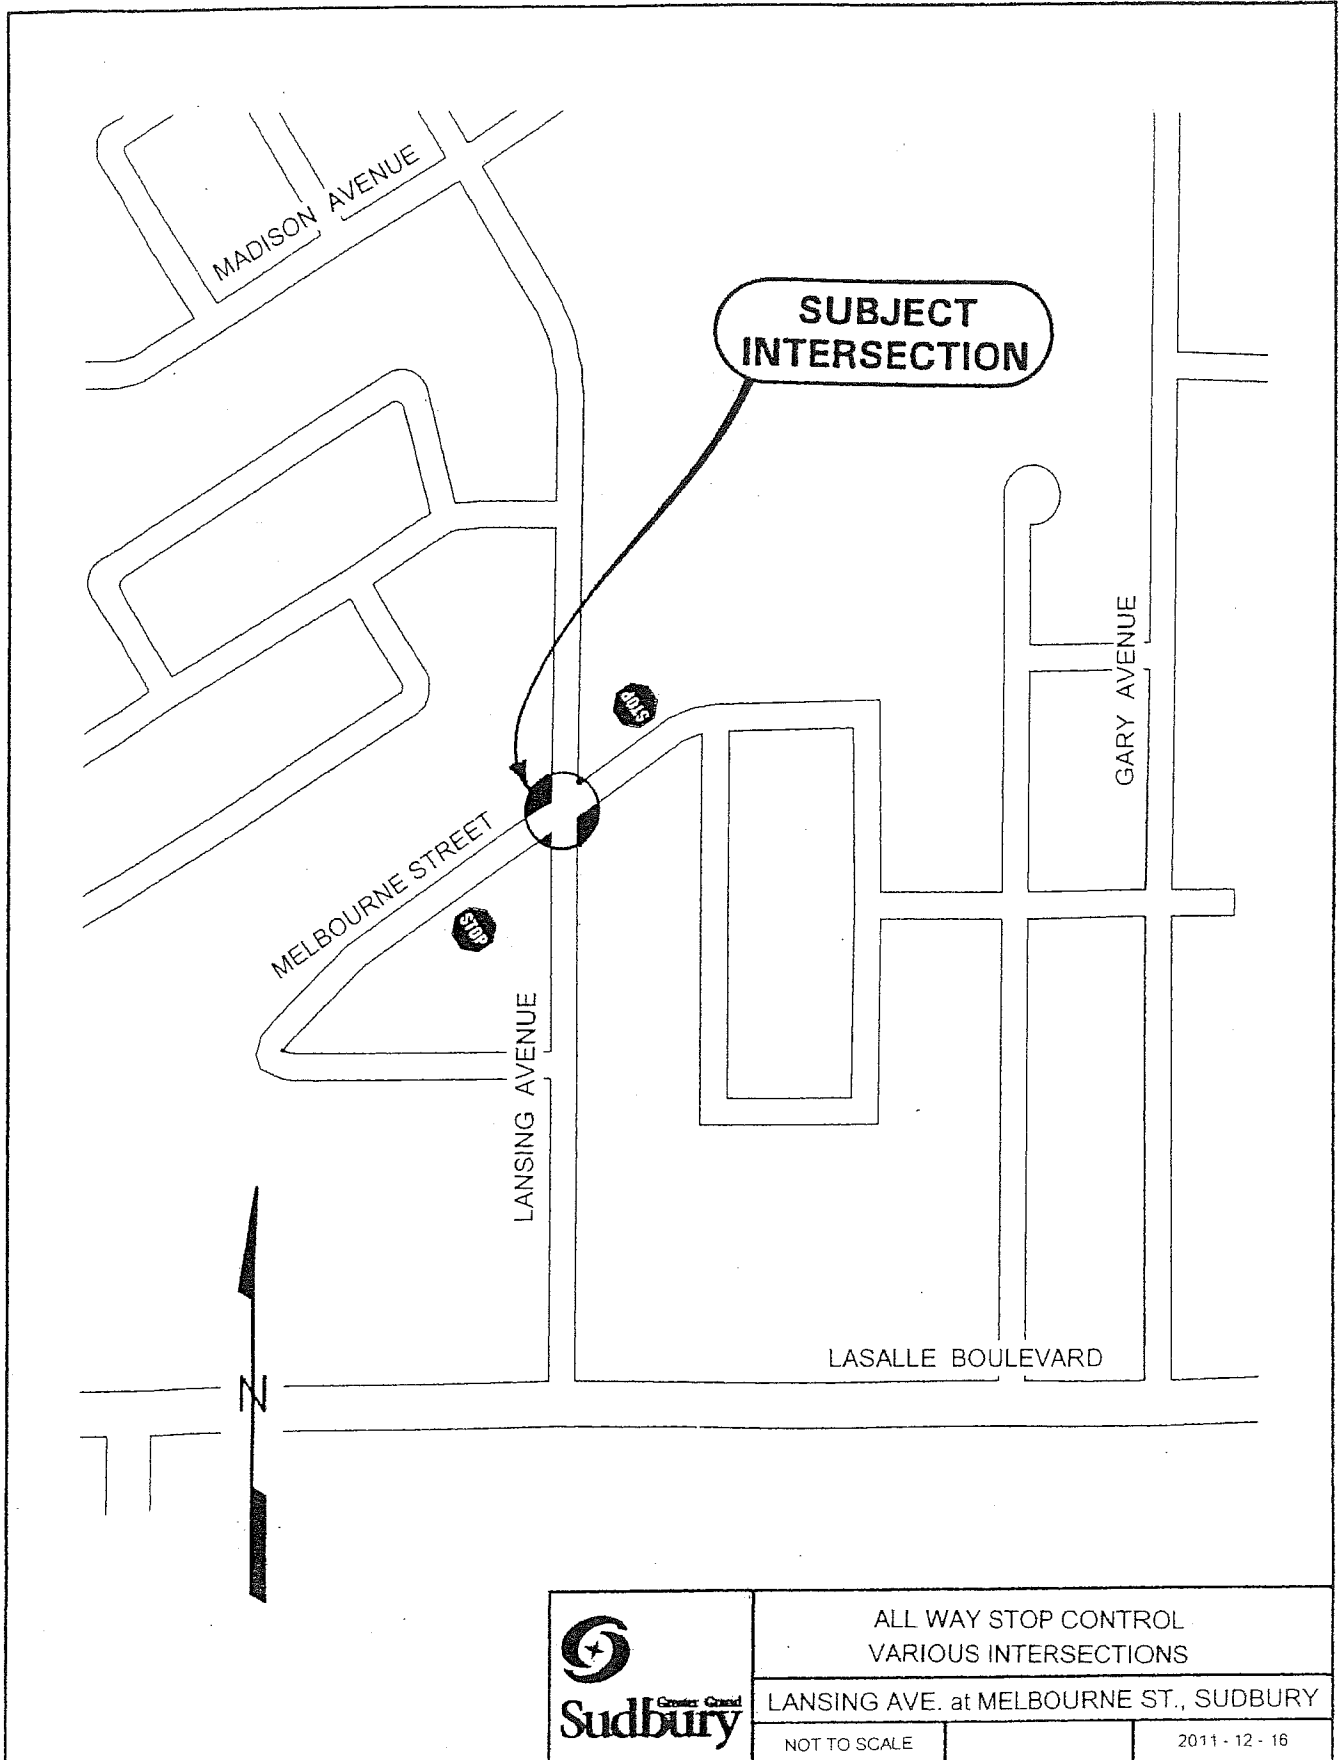 MADISON AVENUE
SUBJECT
INTERSECTION
GARY AVENUE
STOP
MELBOURNE STREET
STOP
LANSING AVENUE
LASALLE BOULEVARD
N
ALL WAY STOP CONTROL
VARIOUS INTERSECTIONS
Greater Grand
Sudbury
LANSING AVE. at MELBOURNE ST., SUDBURY
NOT TO SCALE
2011 - 12 - 16